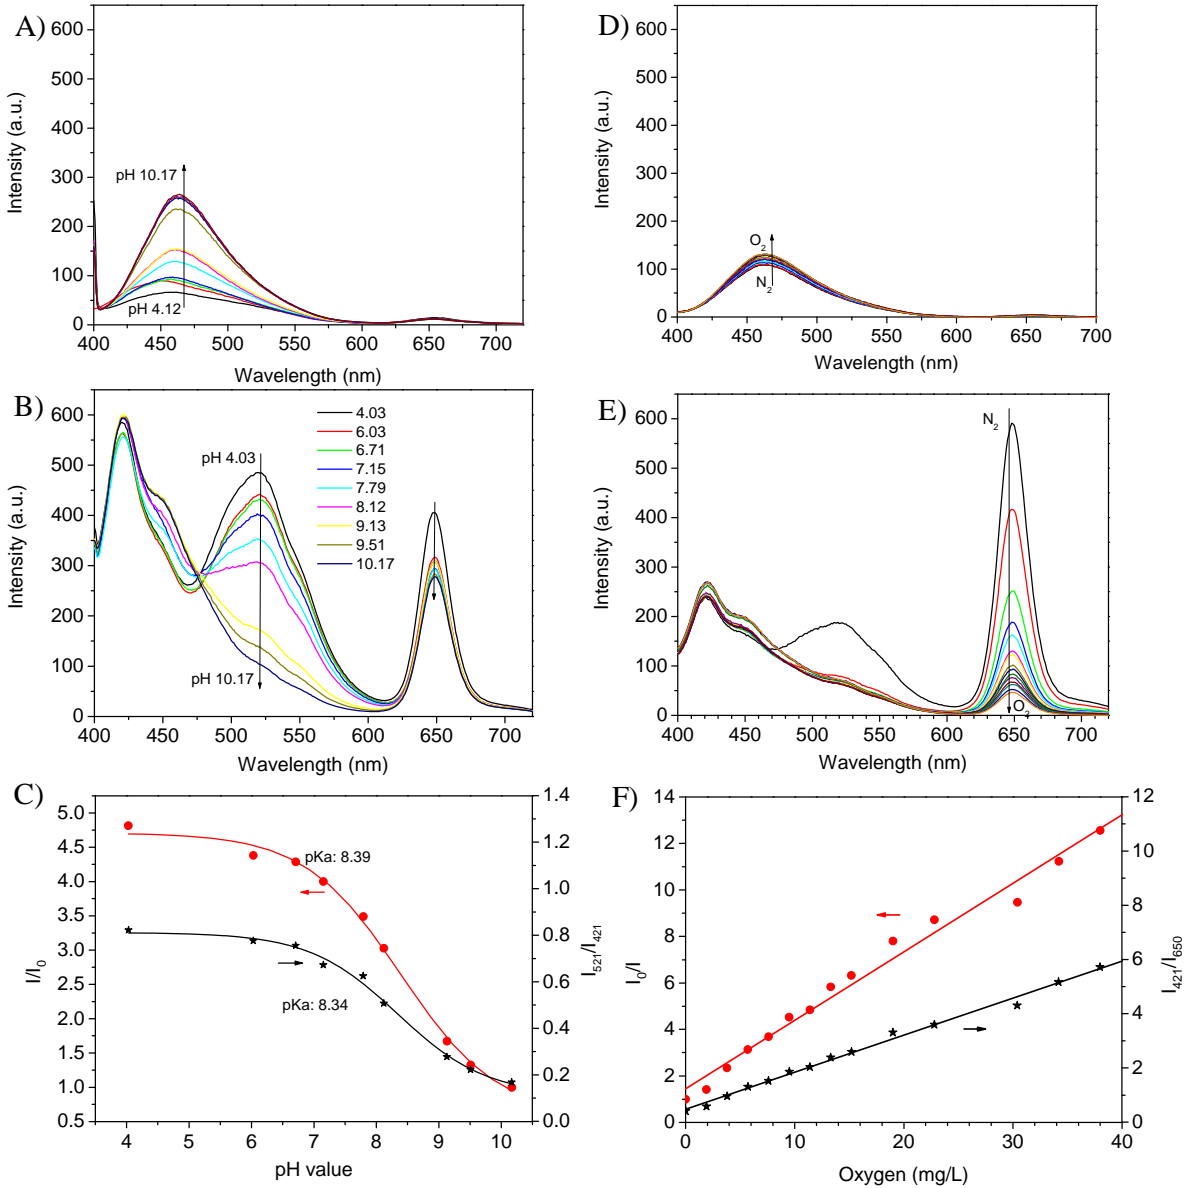 A)
600
500
400
300
200
100
0
Intensity (a.u.)
pH 10.17
pH 4.12
400 450 500 550 600 650 700
Wavelength (nm)
D)
600
500
400
300
200
100
0
Intensity (a.u.)
O2
N2
400 450 500 550 600 650 700
Wavelength (nm)
B)
600
500
400
300
200
100
0
Intensity (a.u.)
pH 4.03
pH 10.17
4.03
6.03
6.71
7.15
7.79
8.12
9.13
9.51
10.17
400 450 500 550 600 650 700
Wavelength (nm)
E)
600
500
400
300
200
100
0
Intensity (a.u.)
N2
O2
400 450 500 550 600 650 700
Wavelength (nm)
C)
5.0
4.5
4.0
3.5
3.0
2.5
2.0
1.5
1.0
0.5
I/I0
pKa: 8.39
pKa: 8.34
1.4
1.2
1.0
0.8
0.6
0.4
0.2
0.0
I521/I421
4 5 6 7 8 9 10
pH value
F)
14
12
10
8
6
4
2
0
I0/I
12
10
8
6
4
2
0
I421/I650
0 10 20 30 40
Oxygen (mg/L)